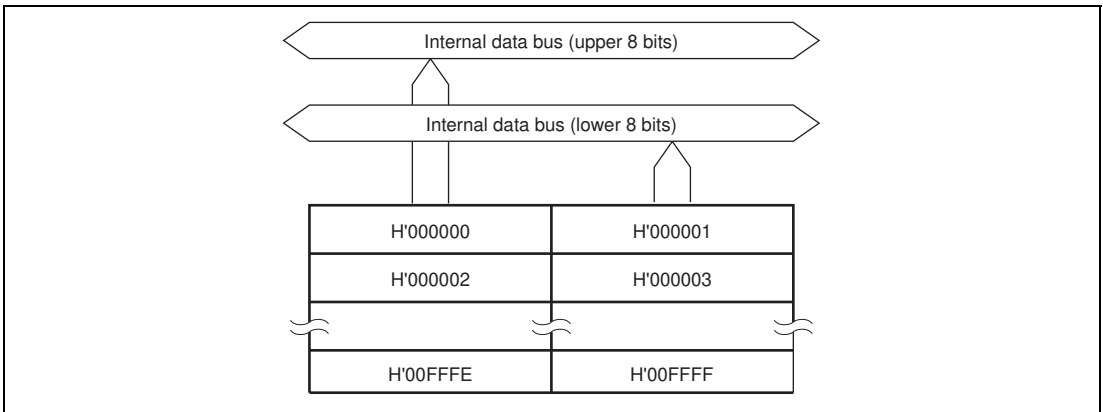 Internal data bus (upper 8 bits)
Internal data bus (lower 8 bits)
H'000000 H'000001
H'000002 H'000003
H'00FFFE H'00FFFF